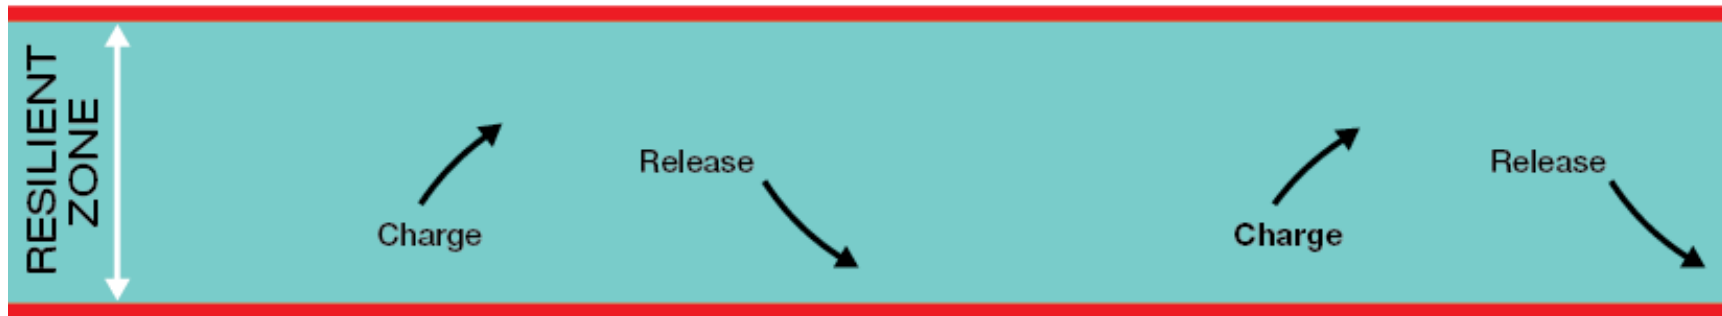 RESILIENT
ZONE
Charge
Release
Charge
Release